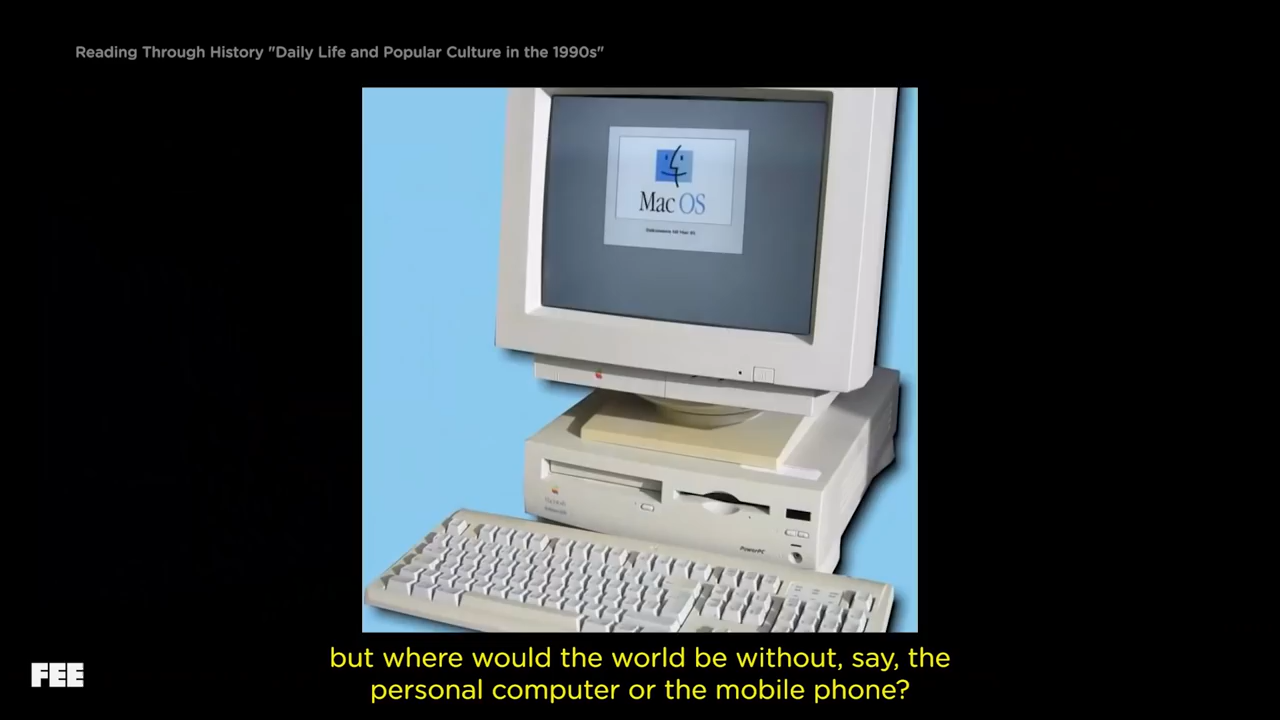 Reading Through History "Daily Life and Popular Culture in the 1990s"
Mac OS
PowerPC
FEE
but where would the world be without, say, the
personal computer or the mobile phone?